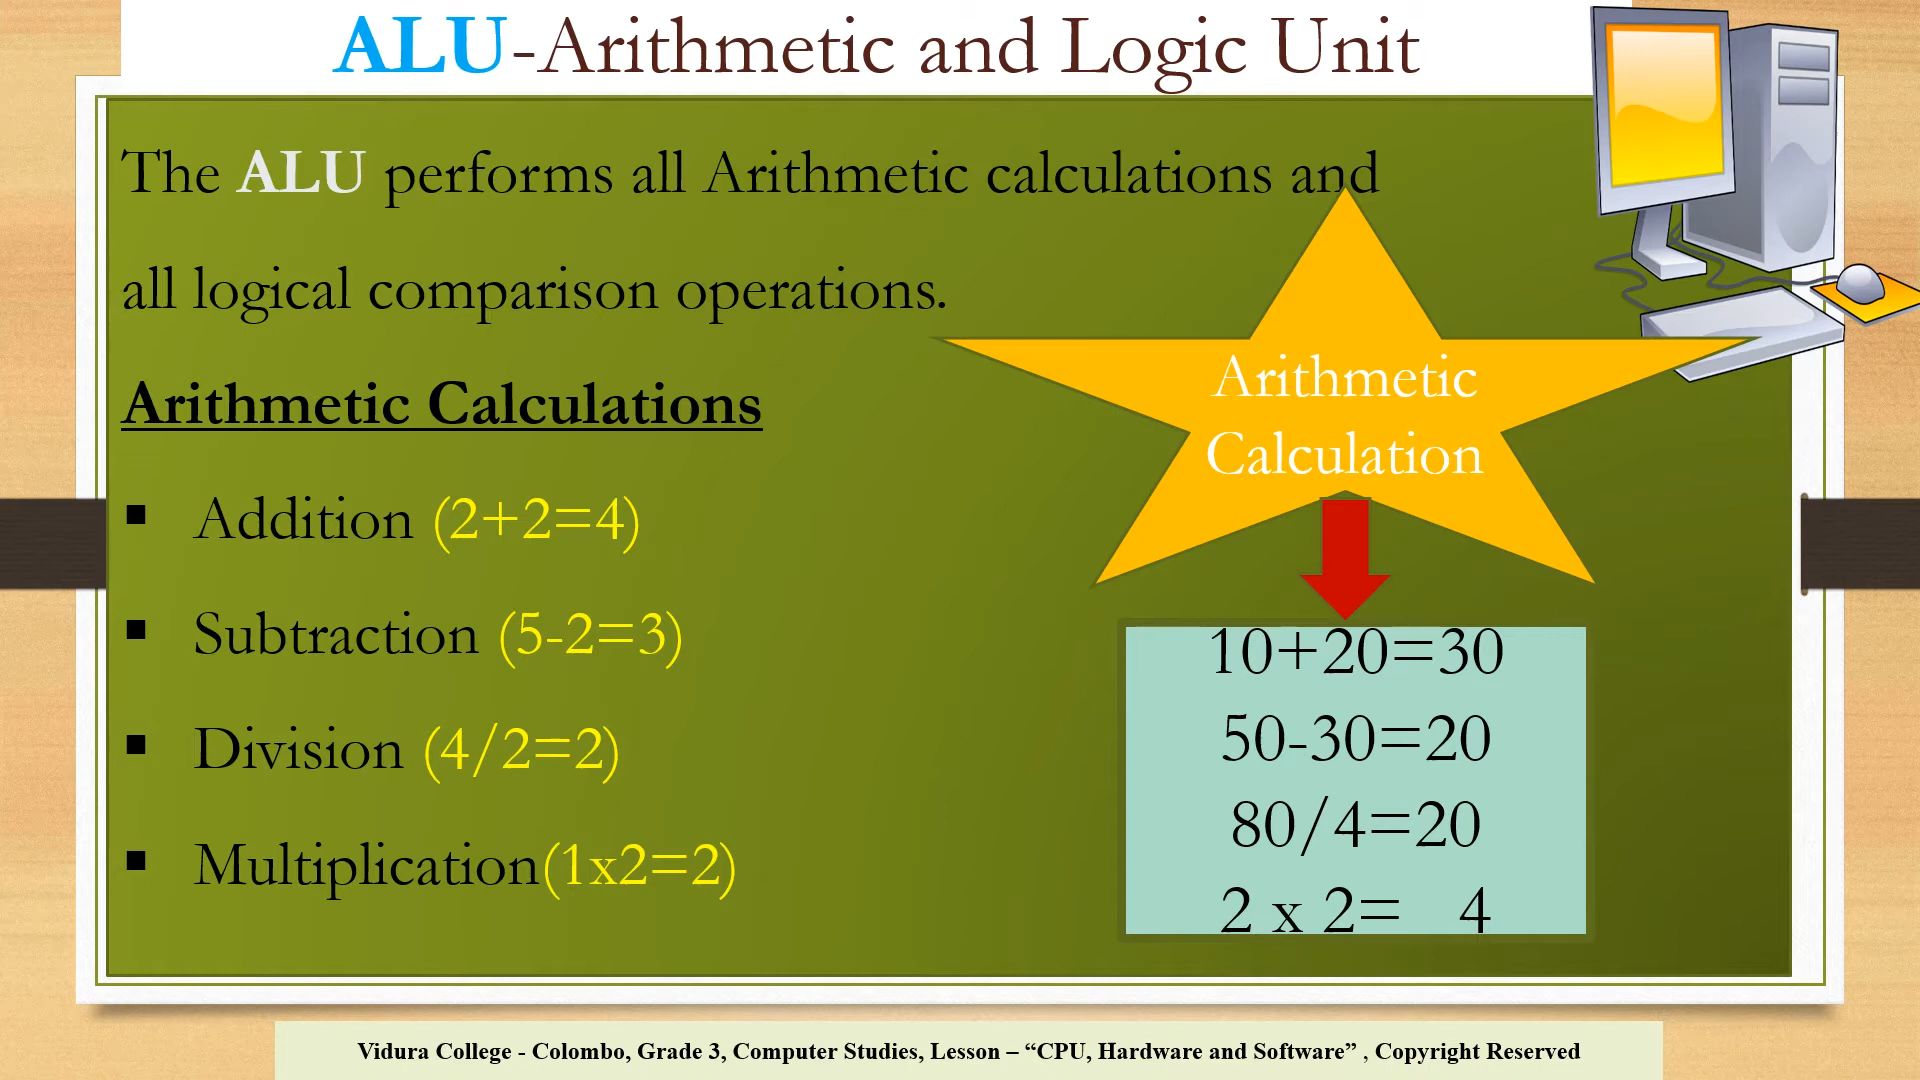 ALU-Arithmetic and Logic Unit
The ALU performs all Arithmetic calculations and
all logical comparison operations.
Arithmetic Calculations
▪ Addition (2+2=4)
▪ Subtraction (5-2=3)
▪ Division (4/2=2)
▪ Multiplication(1x2=2)
Arithmetic
Calculation
10+20=30
50-30=20
80/4=20
2 x 2= 4
Vidura College - Colombo, Grade 3, Computer Studies, Lesson – “CPU, Hardware and Software” , Copyright Reserved